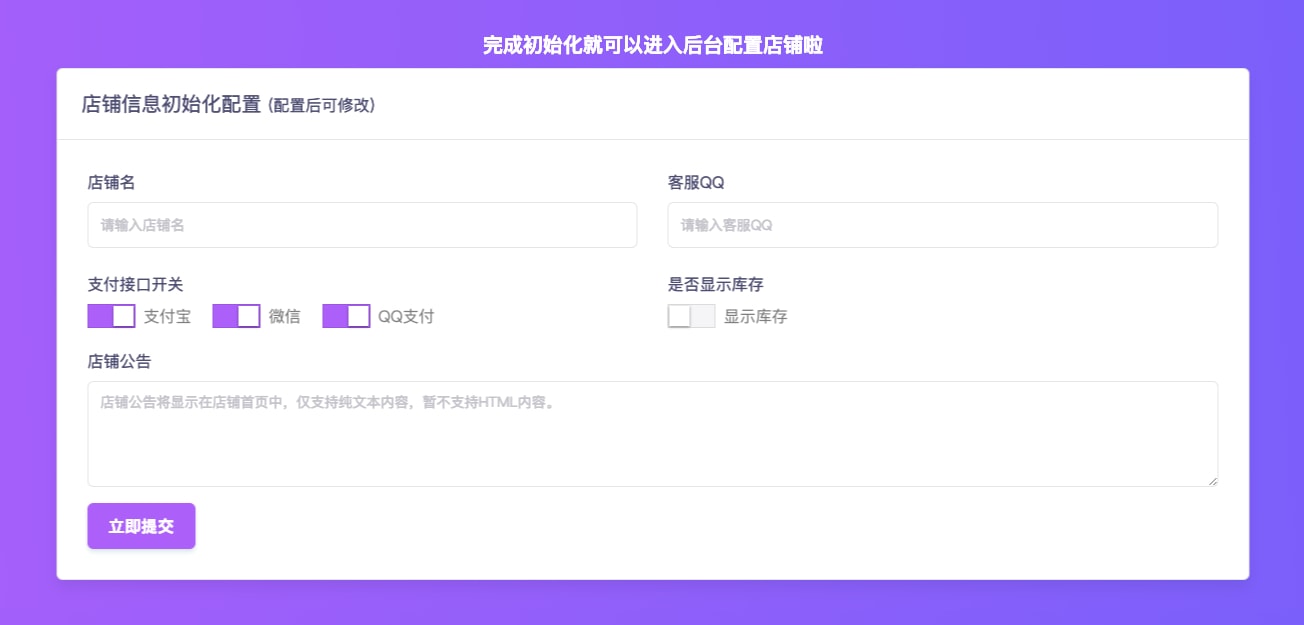 完成初始化就可以进入后台配置店铺啦
店铺信息初始化配置 (配置后可修改)
店铺名
客服QQ
请输入店铺名
请输入客服QQ
支付接口开关
是否显示库存
支付宝 微信 QQ支付
显示库存
店铺公告
店铺公告将显示在店铺首页中，仅支持纯文本内容，暂不支持HTML内容。
立即提交